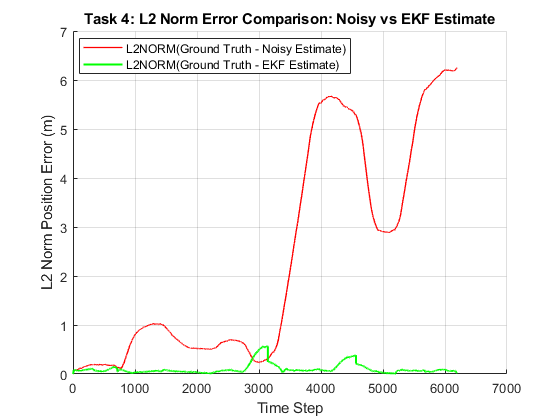 Task 4: L2 Norm Error Comparison: Noisy vs EKF Estimate
L2NORM(Ground Truth - Noisy Estimate)
L2NORM(Ground Truth - EKF Estimate)
L2 Norm Position Error (m)
7
6
5
4
3
2
1
0
0 1000 2000 3000 4000 5000 6000 7000
Time Step